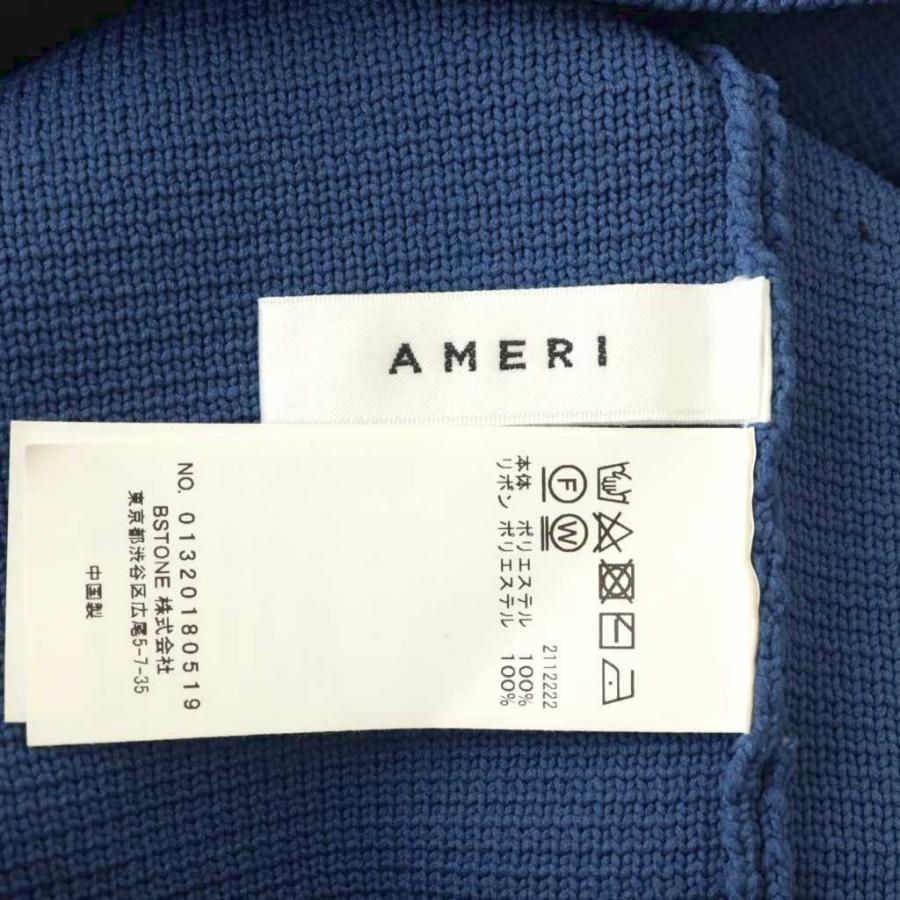 AMERI
2112222
本体 ポリエステル 100%
リボン ポリエステル 100%
NO. 01320180519
BSTONE 株式会社
東京都渋谷区広尾5-7-35
中国製
F
W